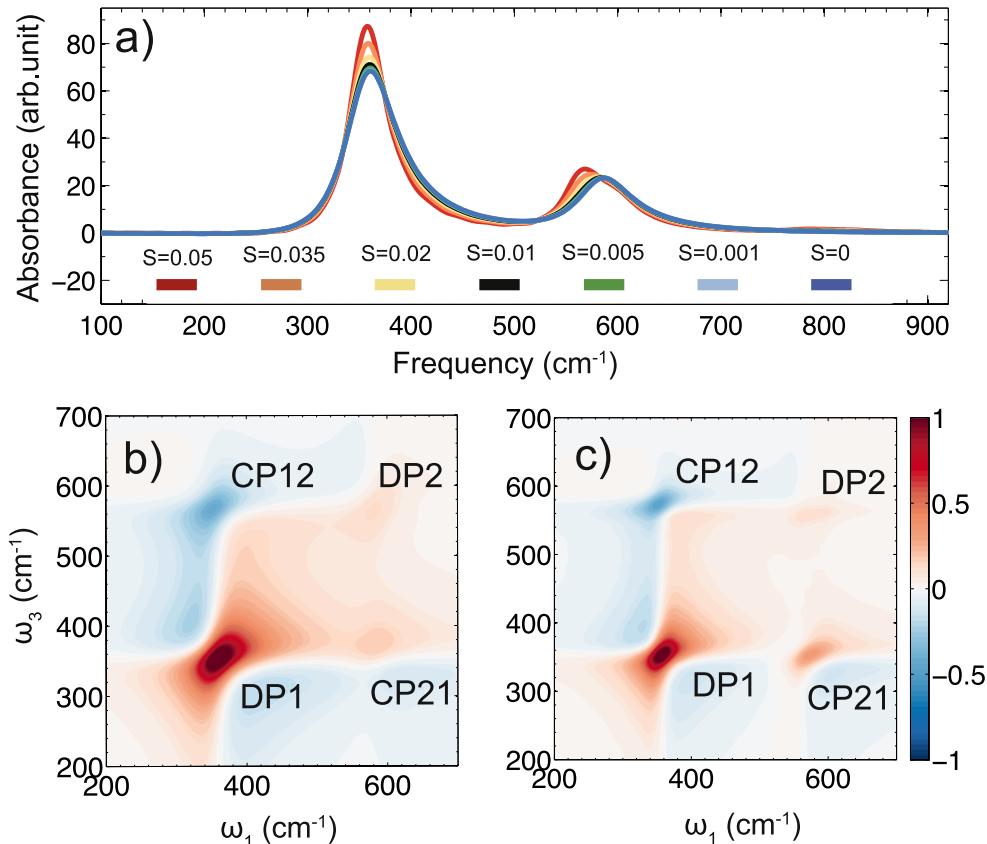 a)
Absorbance (arb.unit)
80
60
40
20
0
−20
S=0.05 S=0.035 S=0.02 S=0.01 S=0.005 S=0.001 S=0
100 200 300 400 500 600 700 800 900
Frequency (cm⁻¹)
b)
CP12
DP2
DP1
CP21
700
600
500
400
300
200
ω₃ (cm⁻¹)
200 400 600
ω₁ (cm⁻¹)
c)
CP12
DP2
DP1
CP21
700
600
500
400
300
200
200 400 600
ω₁ (cm⁻¹)
1
0.5
0
−0.5
−1